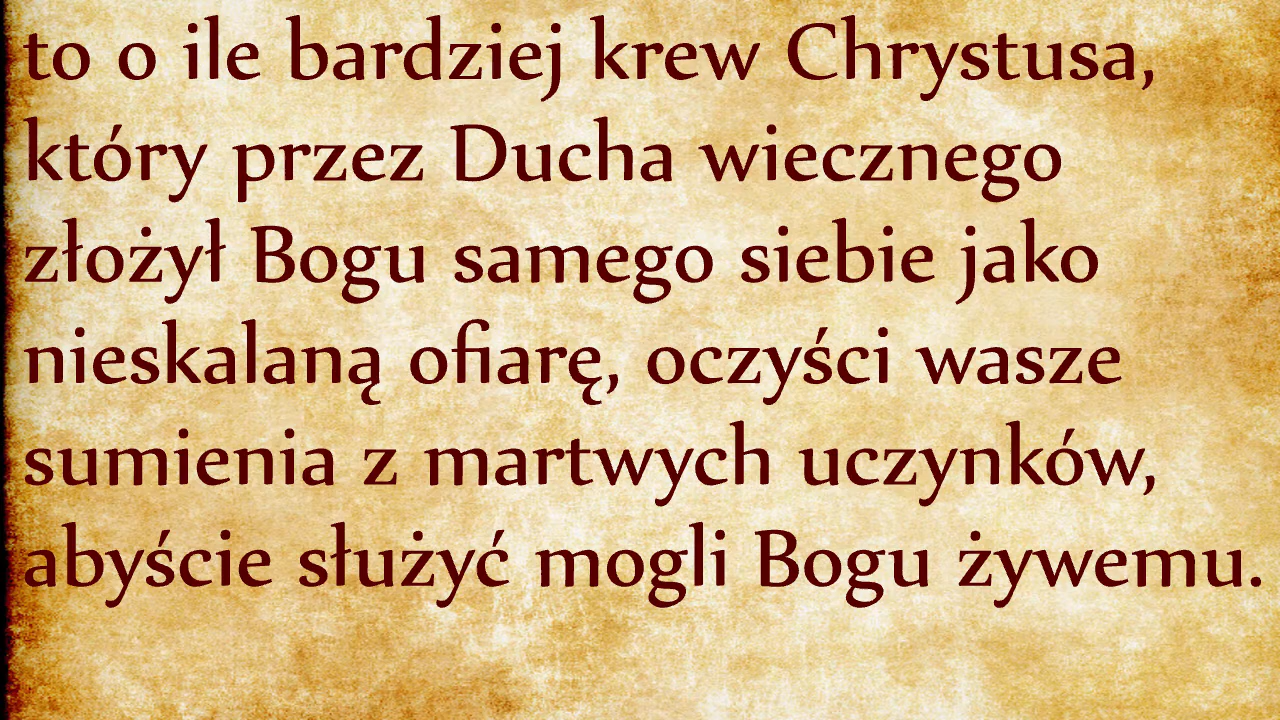 to o ile bardziej krew Chrystusa,
który przez Ducha wiecznego
złożył Bogu samego siebie jako
nieskalaną ofiarę, oczyści wasze
sumienia z martwych uczynków,
abyście służyć mogli Bogu żywemu.